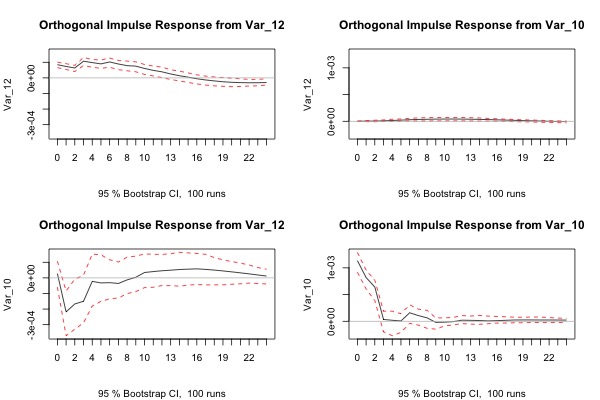 Orthogonal Impulse Response from Var_12
Var_12
0e+00
-3e-04
0 2 4 6 8 10 13 16 19 22
95 % Bootstrap CI, 100 runs
Orthogonal Impulse Response from Var_10
Var_12
1e-03
0e+00
0 2 4 6 8 10 13 16 19 22
95 % Bootstrap CI, 100 runs
Orthogonal Impulse Response from Var_12
Var_10
0e+00
-3e-04
0 2 4 6 8 10 13 16 19 22
95 % Bootstrap CI, 100 runs
Orthogonal Impulse Response from Var_10
Var_10
1e-03
0e+00
0 2 4 6 8 10 13 16 19 22
95 % Bootstrap CI, 100 runs